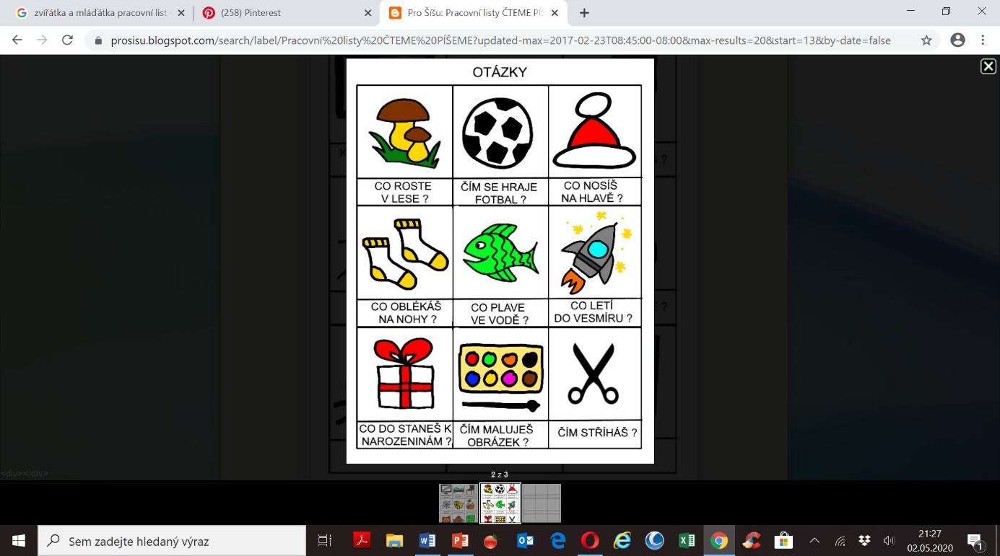 zvířátka a mláďátka pracovní list
(258) Pinterest
Pro Šíšu: Pracovní listy ČTEME PÍŠ
prosisu.blogspot.com/search/label/Pracovní%20listy%20ČTEME%20PÍŠEME?updated-max=2017-02-23T08:45:00-08:00&max-results=20&start=13&by-date=false
OTÁZKY
CO ROSTE
V LESE ?
ČÍM SE HRAJE
FOTBAL ?
CO NOSÍŠ
NA HLAVĚ ?
CO OBLÉKÁŠ
NA NOHY ?
CO PLAVE
VE VODĚ ?
CO LETÍ
DO VESMÍRU ?
CO DO STANEŠ K
NAROZENINÁM ?
ČÍM MALUJEŠ
OBRÁZEK ?
ČÍM STŘÍHÁŠ ?
<div></div>
2 z 3
Sem zadejte hledaný výraz
21:27
02.05.2020
1